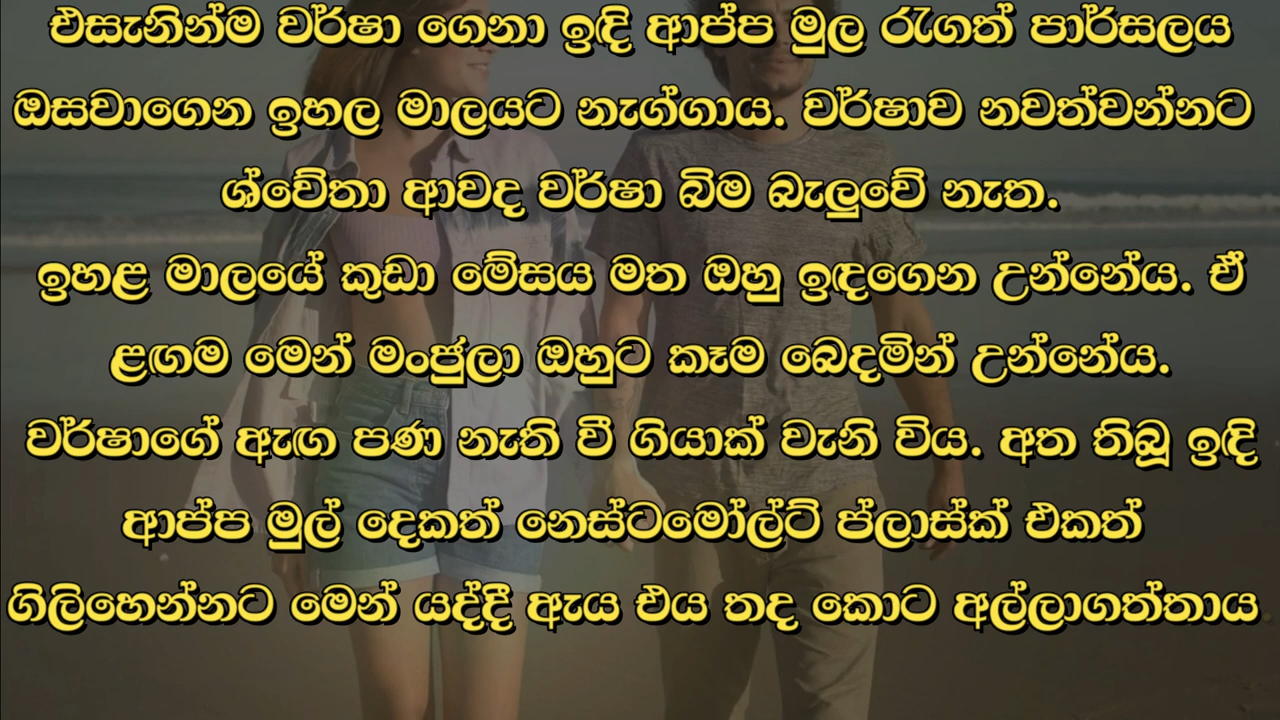 එසැනින්ම වර්ෂා ගෙනා ඉඳි ආප්ප මුල රැගත් පාර්සලය
ඔසවාගෙන ඉහල මාලයට නැග්ගාය. වර්ෂාව නවත්වන්නට
ශ්වේතා ආවද වර්ෂා බිම බැලුවේ නැත.
ඉහළ මාලයේ කුඩා මේසය මත ඔහු ඉඳගෙන උන්නේය. ඒ
ළඟම මෙන් මංජුලා ඔහුට කෑම බෙදමින් උන්නේය.
වර්ෂාගේ ඇඟ පණ නැති වී ගියාක් වැනි විය. අත තිබූ ඉඳි
ආප්ප මුල් දෙකත් නෙස්ටමෝල්ට් ප්ලාස්ක් එකත්
ගිලිහෙන්නට මෙන් යද්දී ඇය එය තද කොට අල්ලාගත්තාය